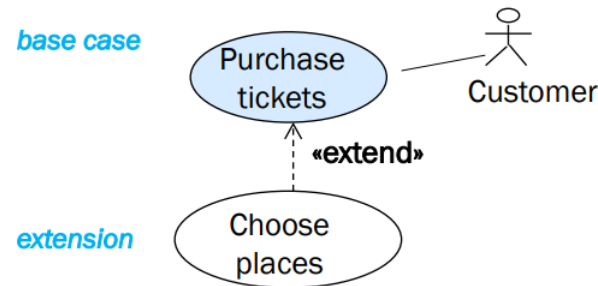 base case
Purchase
tickets
Customer
«extend»
extension
Choose
places